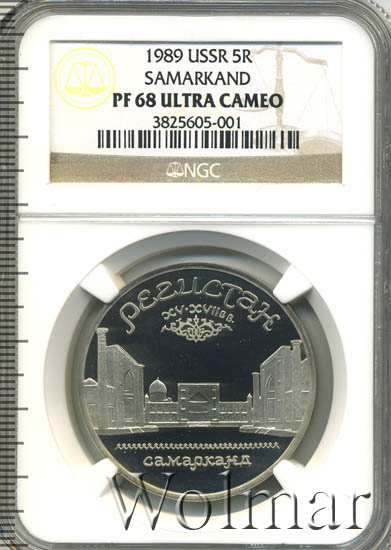 1989 USSR 5R
SAMARKAND
PF 68 ULTRA CAMEO
3825605-001
NGC
РЕГИСТАН
XV-XVIIвв.
самарканд
Wolmar